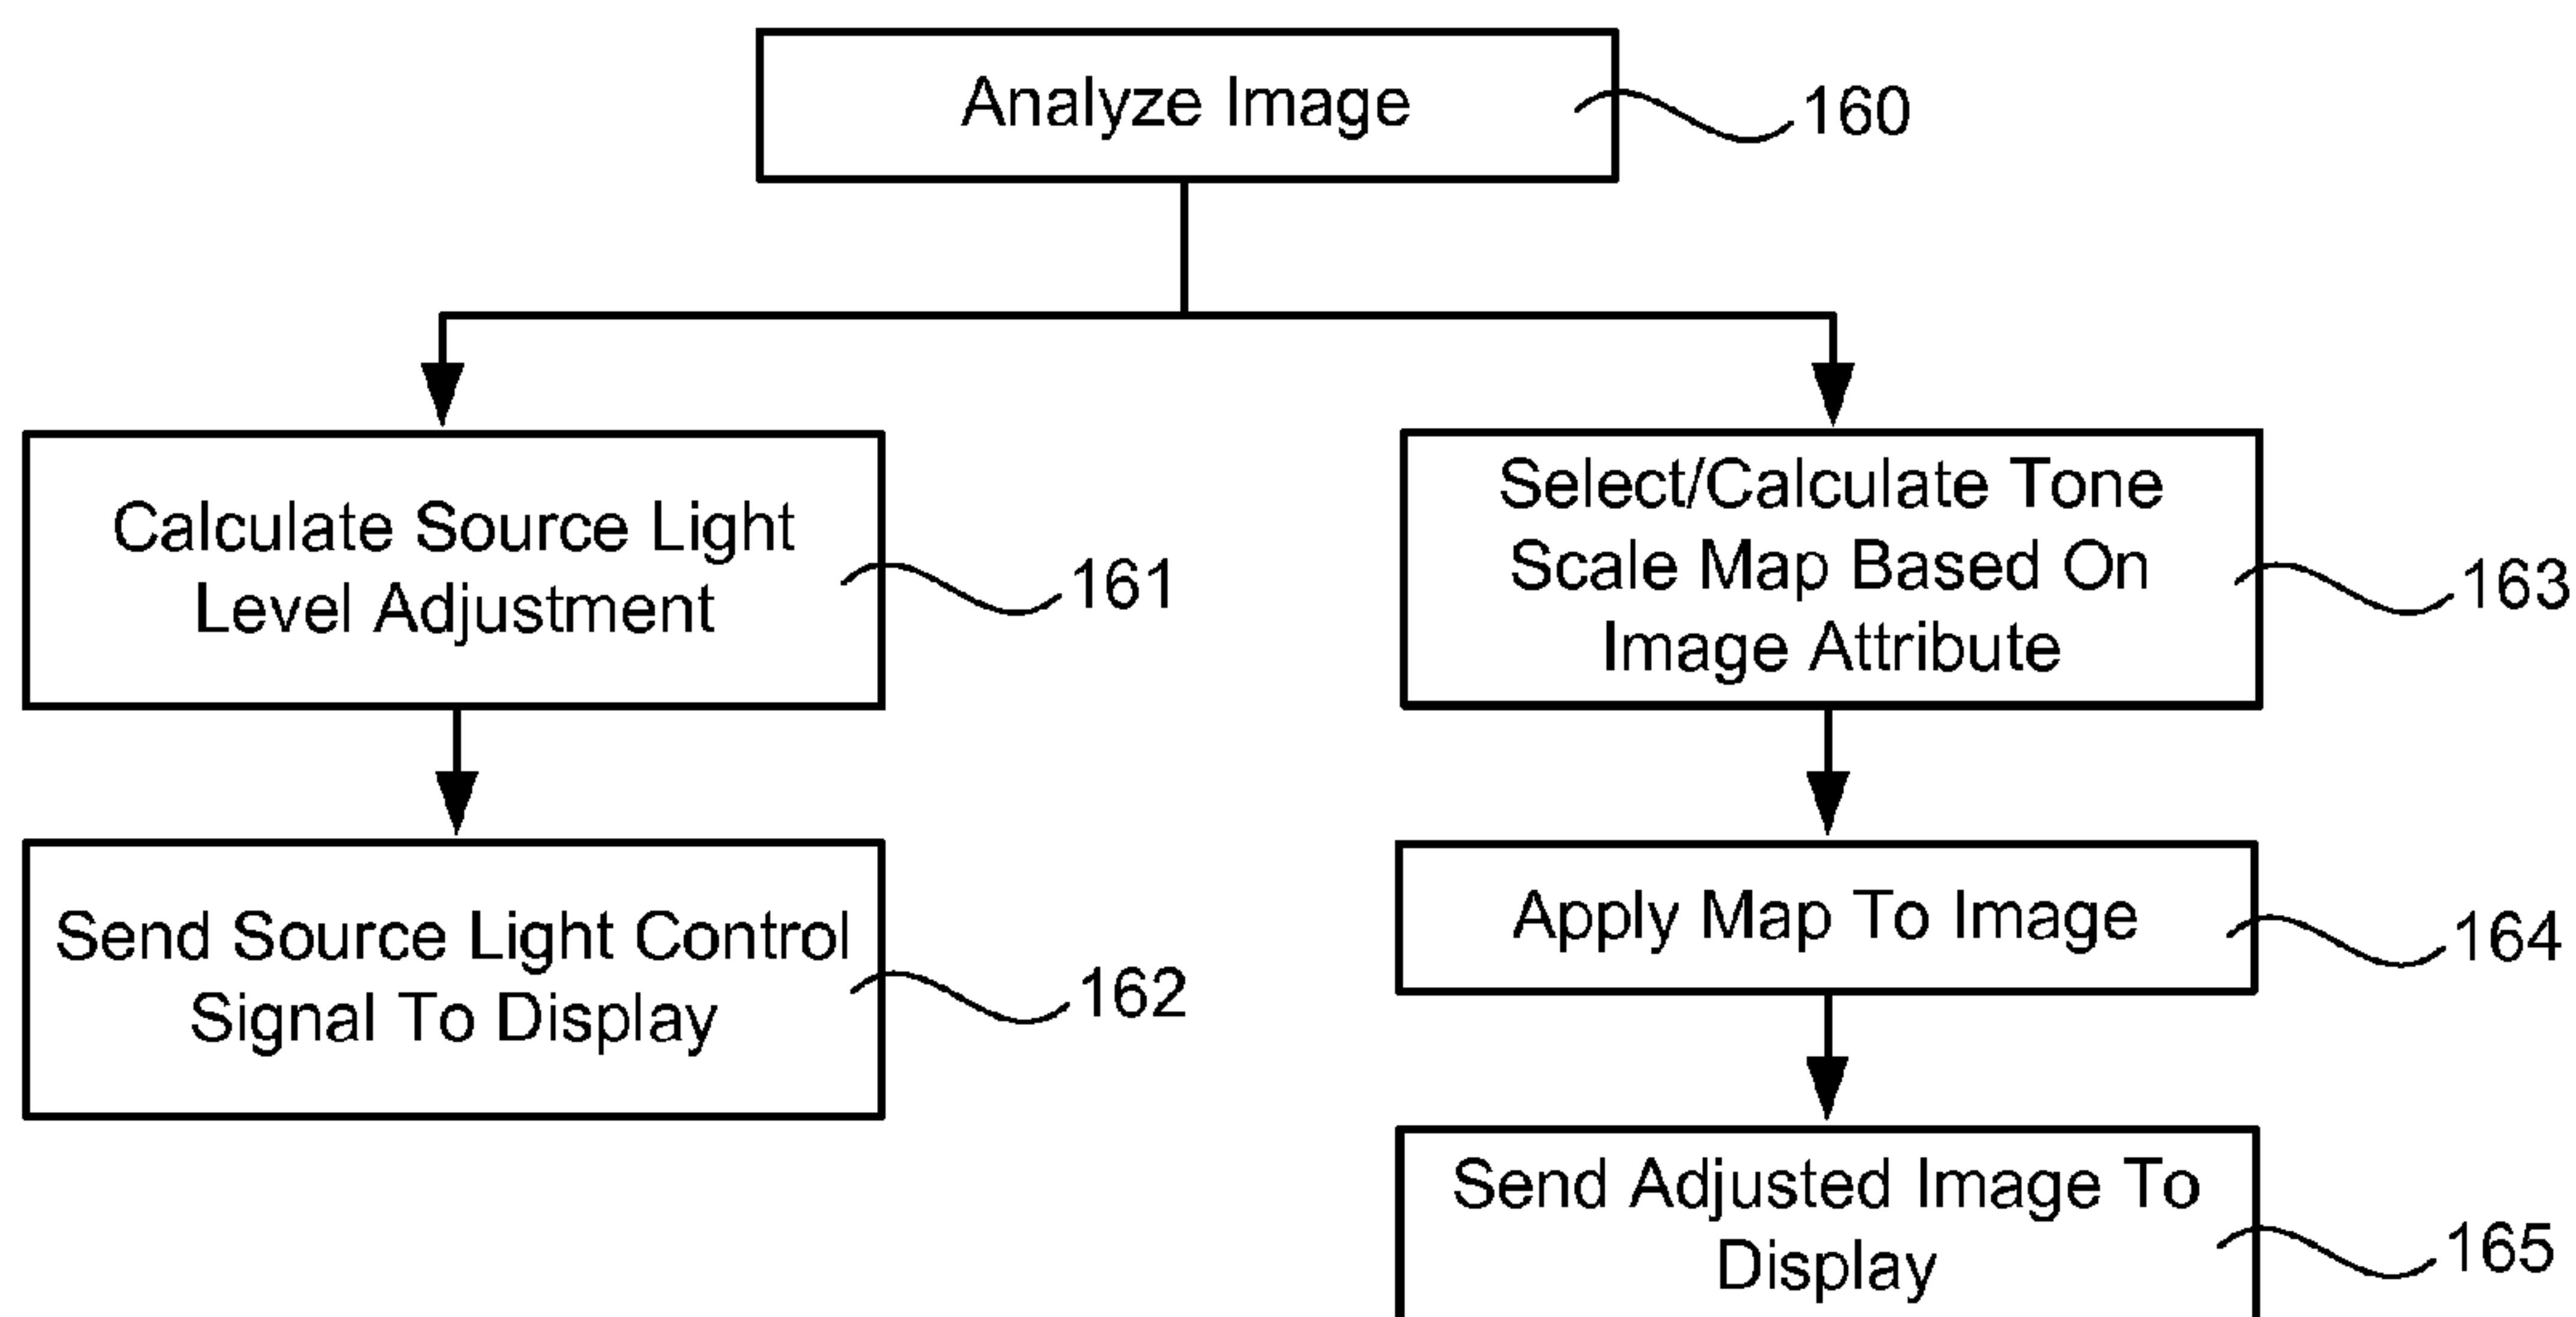 Analyze Image
160
Calculate Source Light
Level Adjustment
161
Select/Calculate Tone
Scale Map Based On
Image Attribute
163
Send Source Light Control
Signal To Display
162
Apply Map To Image
164
Send Adjusted Image To
Display
165